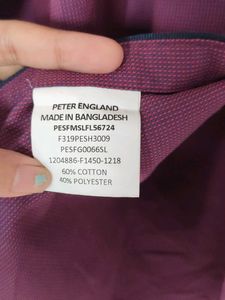 PETER ENGLAND
MADE IN BANGLADESH
PESFMSLFL56724
F319PESH3009
PESFG0066SL
1204886-F1450-1218
60% COTTON
40% POLYESTER